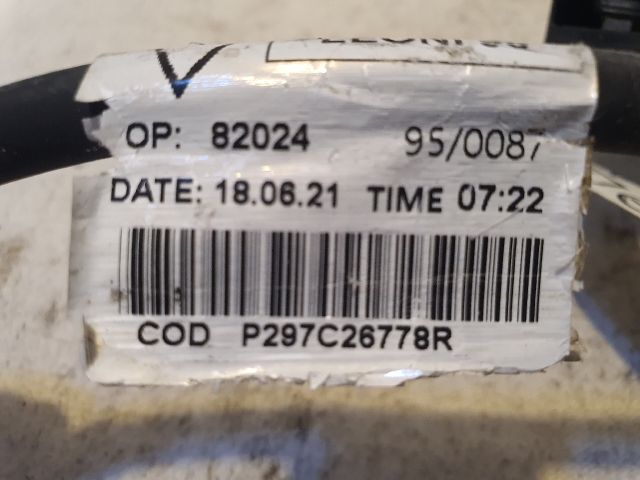 OP: 82024 95/0087
DATE: 18.06.21 TIME 07:22
COD P297C26778R